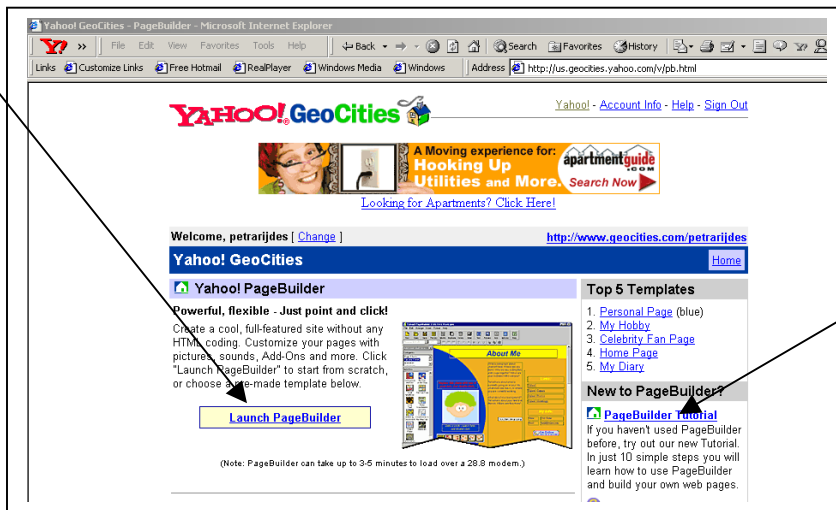 Yahoo! GeoCities - PageBuilder - Microsoft Internet Explorer
Y? » File Edit View Favorites Tools Help Back Search Favorites History
Links Customize Links Free Hotmail RealPlayer Windows Media Windows Address http://us.geocities.yahoo.com/v/pb.html
YAHOO! GeoCities
Yahoo! - Account Info - Help - Sign Out
A Moving experience for:
Hooking Up
Utilities and More.
apartmentguide
.COM
Search Now
Looking for Apartments? Click Here!
Welcome, petrarijdes [ Change ]
http://www.geocities.com/petrarijdes
Yahoo! GeoCities
Home
Yahoo! PageBuilder
Powerful, flexible - Just point and click!
Create a cool, full-featured site without any
HTML coding. Customize your pages with
pictures, sounds, Add-Ons and more. Click
"Launch PageBuilder" to start from scratch,
or choose a pre-made template below.
Launch PageBuilder
About Me
(Note: PageBuilder can take up to 3-5 minutes to load over a 28.8 modem.)
Top 5 Templates
1. Personal Page (blue)
2. My Hobby
3. Celebrity Fan Page
4. Home Page
5. My Diary
New to PageBuilder?
PageBuilder Tutorial
If you haven't used PageBuilder
before, try out our new Tutorial.
In just 10 simple steps you will
learn how to use PageBuilder
and build your own web pages.